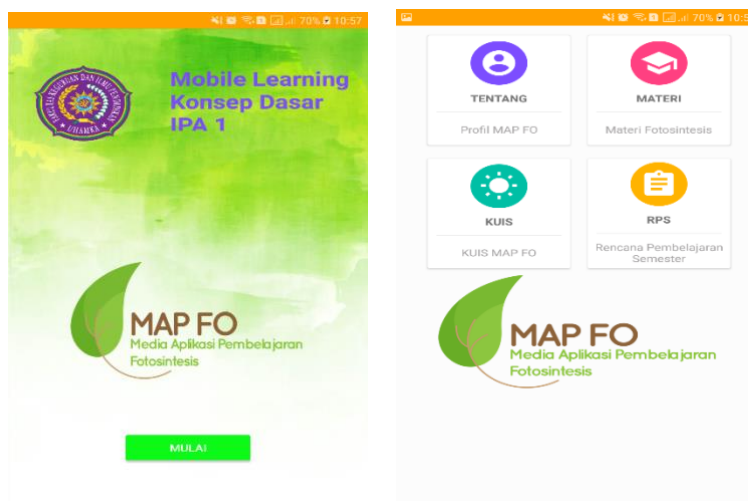 70% 10:57
Mobile Learning
Konsep Dasar
IPA 1
UHAMKA
MAP FO
Media Aplikasi Pembelajaran
Fotosintesis
MULAI
70% 10:5
TENTANG
Profil MAP FO
MATERI
Materi Fotosintesis
KUIS
KUIS MAP FO
RPS
Rencana Pembelajaran
Semester
MAP FO
Media Aplikasi Pembelajaran
Fotosintesis